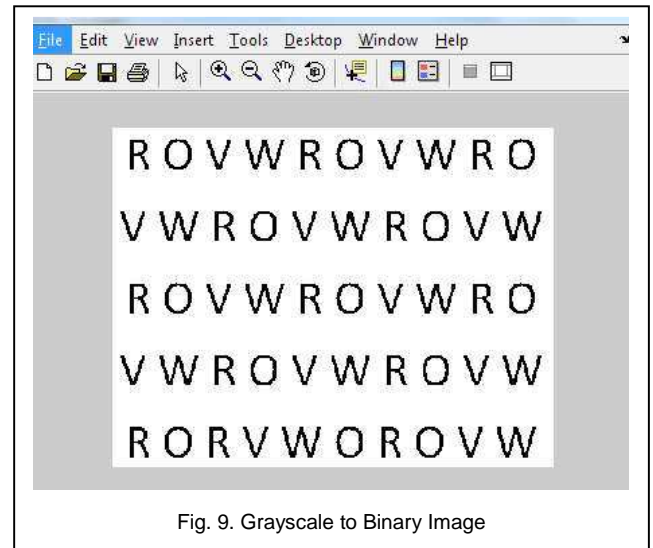 File Edit View Insert Tools Desktop Window Help
R O V W R O V W R O
V W R O V W R O V W
R O V W R O V W R O
V W R O V W R O V W
R O R V W O R O V W
Fig. 9. Grayscale to Binary Image